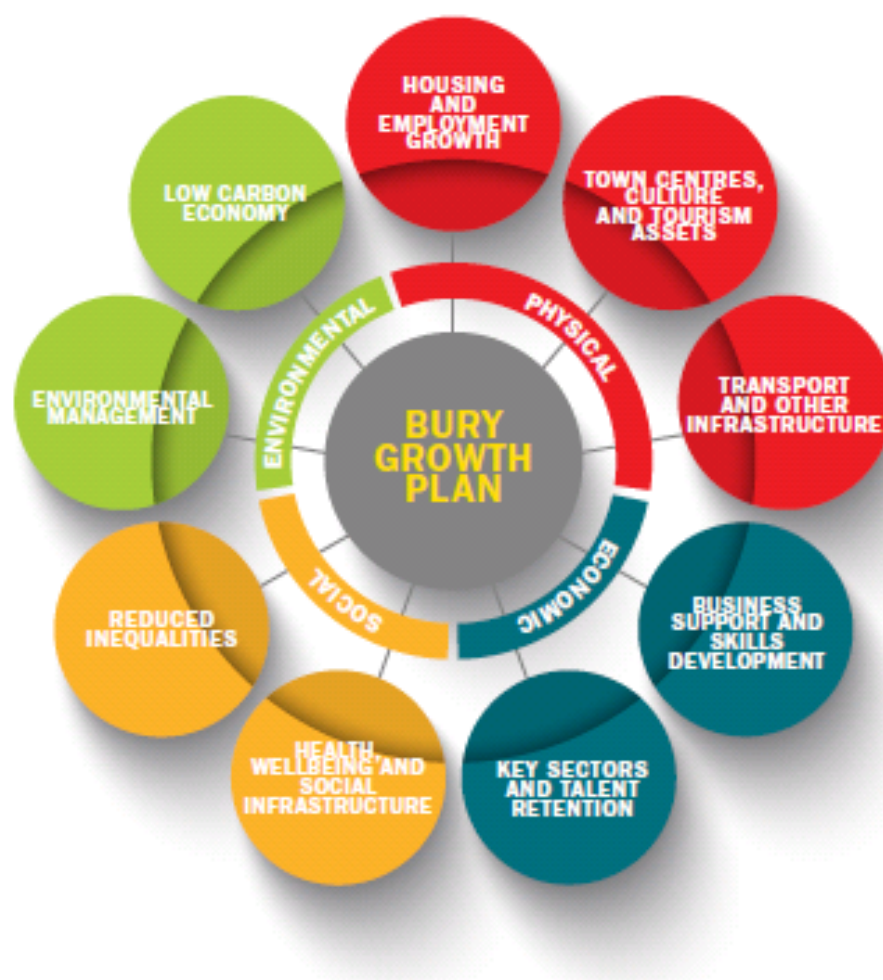 HOUSING
AND
EMPLOYMENT
GROWTH
TOWN CENTRES,
CULTURE
AND TOURISM
ASSETS
LOW CARBON
ECONOMY
PHYSICAL
ENVIRONMENTAL
TRANSPORT
AND OTHER
INFRASTRUCTURE
ENVIRONMENTAL
MANAGEMENT
BURY
GROWTH
PLAN
SOCIAL
ECONOMIC
BUSINESS
SUPPORT AND
SKILLS
DEVELOPMENT
REDUCED
INEQUALITIES
HEALTH,
WELLBEING AND
SOCIAL
INFRASTRUCTURE
KEY SECTORS
AND TALENT
RETENTION